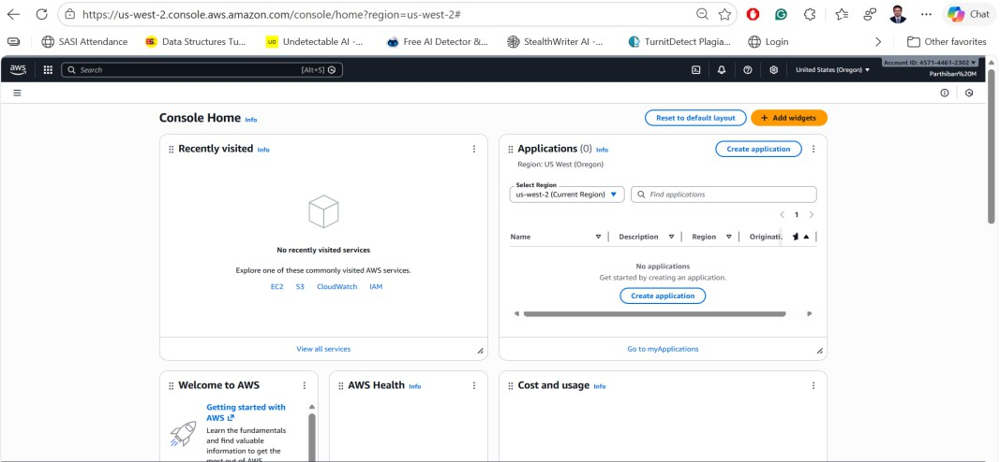 https://us-west-2.console.aws.amazon.com/console/home?region=us-west-2#
Chat
SASI Attendance
Data Structures Tu...
UD
Undetectable AI -...
Free AI Detector &...
StealthWriter AI -...
TurnitDetect Plagia...
Login
Other favorites
aws
Search
[Alt+S]
United States (Oregon)
Account ID: 4571-4461-2302
Parthiban%20M
Console Home
Info
Reset to default layout
+ Add widgets
Recently visited
Info
No recently visited services
Explore one of these commonly visited AWS services.
EC2 S3 CloudWatch IAM
View all services
Applications (0)
Info
Create application
Region: US West (Oregon)
Select Region
us-west-2 (Current Region)
Find applications
1
Name Description Region Originati.
No applications
Get started by creating an application.
Create application
Go to myApplications
Welcome to AWS
Getting started with
AWS
Learn the fundamentals
and find valuable
information to get the
most out of AWS
AWS Health
Info
Cost and usage
Info